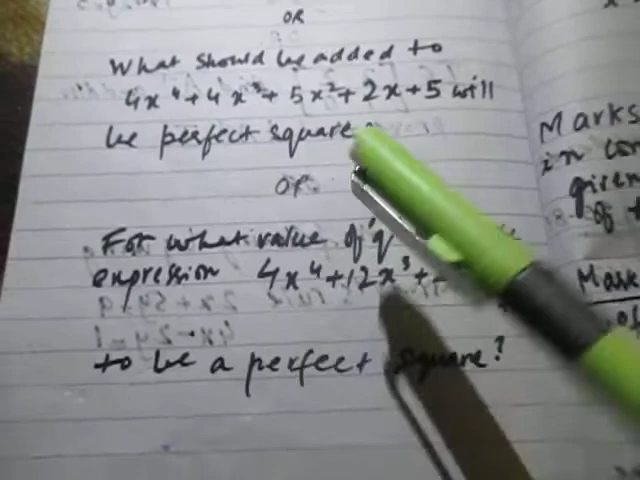 OR
What should be added to
4x⁴+4x³+5x²+2x+5 will
be perfect square
OR
For what value of 'q'
expression 4x⁴+12x³+
to be a perfect square?
Marks
in
given
of